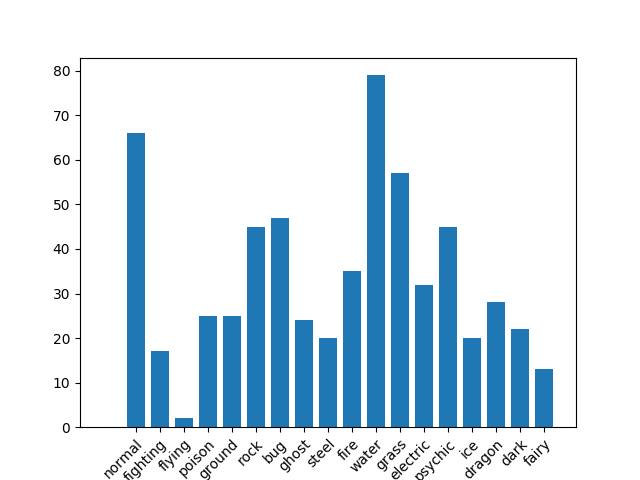 80
70
60
50
40
30
20
10
0
normal
fighting
flying
poison
ground
rock
bug
ghost
steel
fire
water
grass
electric
psychic
ice
dragon
dark
fairy